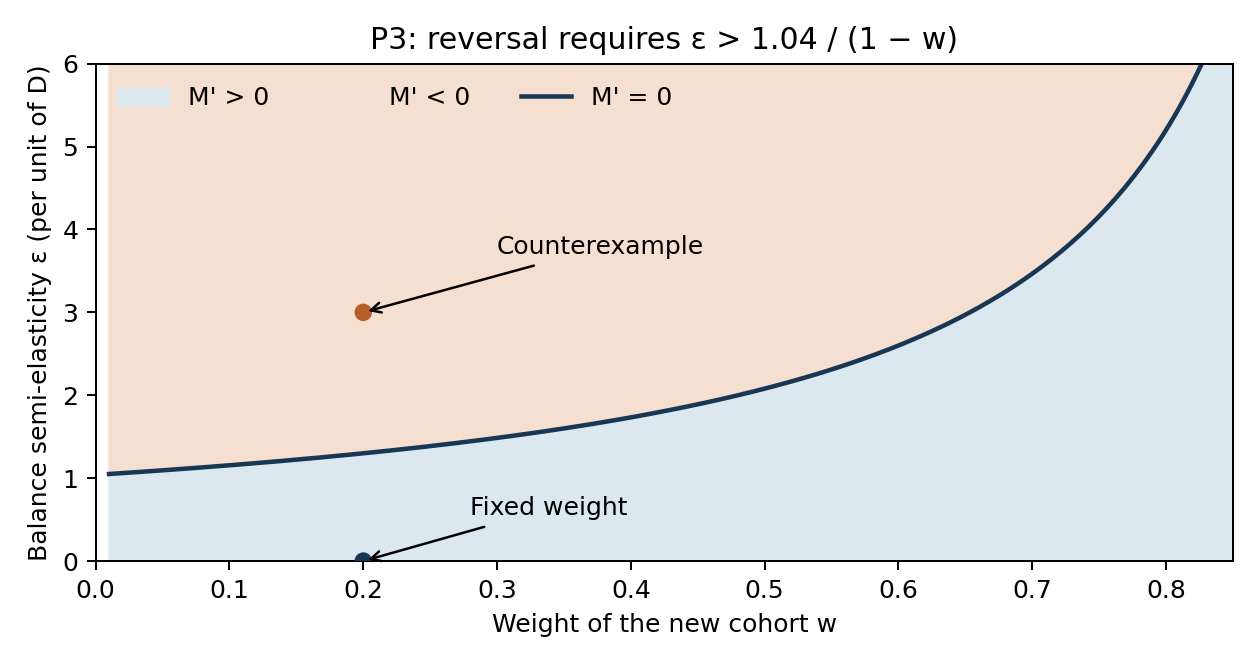 P3: reversal requires ε > 1.04 / (1 − w)
M' > 0 M' < 0 M' = 0
Balance semi-elasticity ε (per unit of D)
6
5
4
3
2
1
0
Counterexample
Fixed weight
0.0 0.1 0.2 0.3 0.4 0.5 0.6 0.7 0.8
Weight of the new cohort w